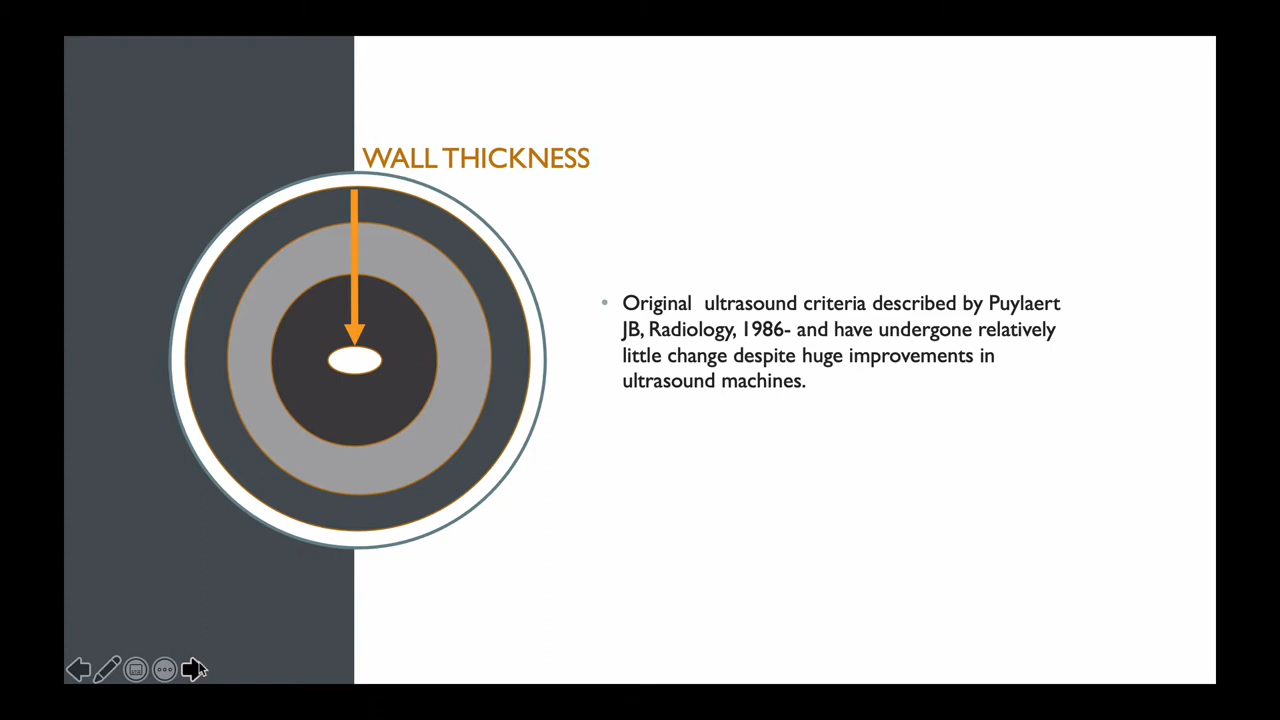 WALL THICKNESS
• Original  ultrasound criteria described by Puylaert
JB, Radiology, 1986- and have undergone relatively
little change despite huge improvements in
ultrasound machines.